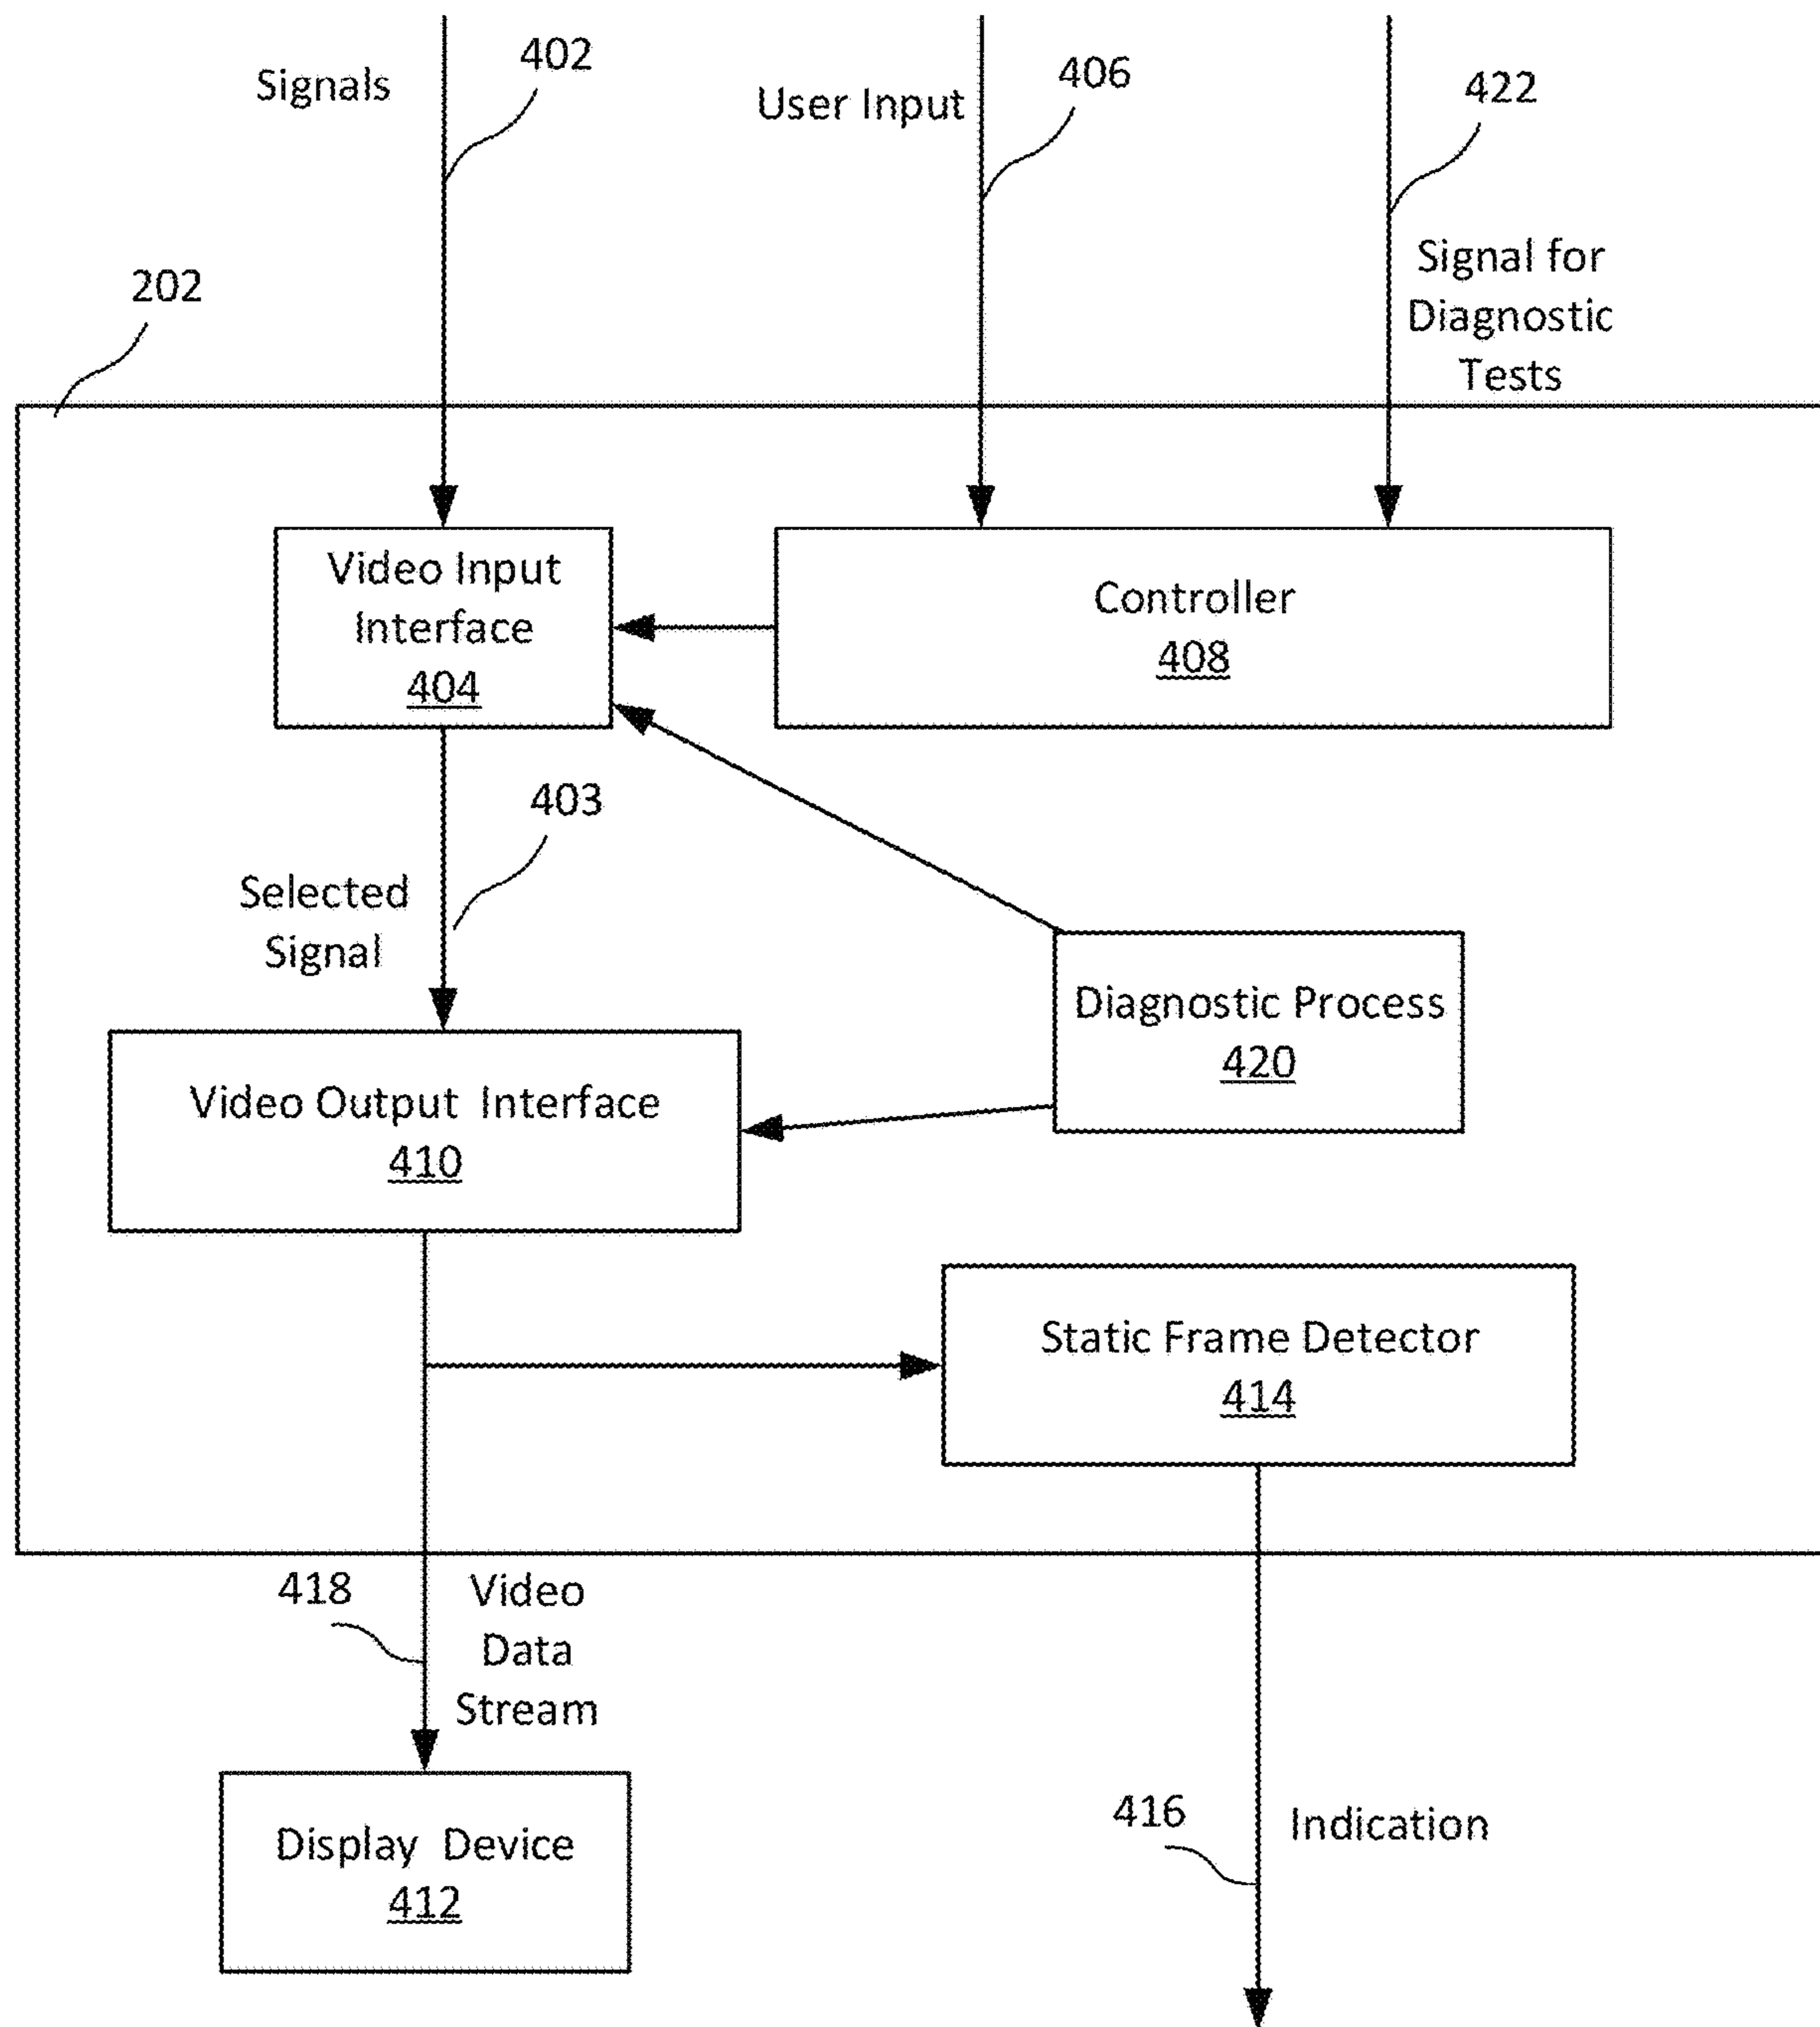 Signals
402
User Input
406
422
Signal for
Diagnostic
Tests
202
Video Input
Interface
404
Controller
408
403
Selected
Signal
Diagnostic Process
420
Video Output Interface
410
Static Frame Detector
414
418
Video
Data
Stream
416
Indication
Display Device
412